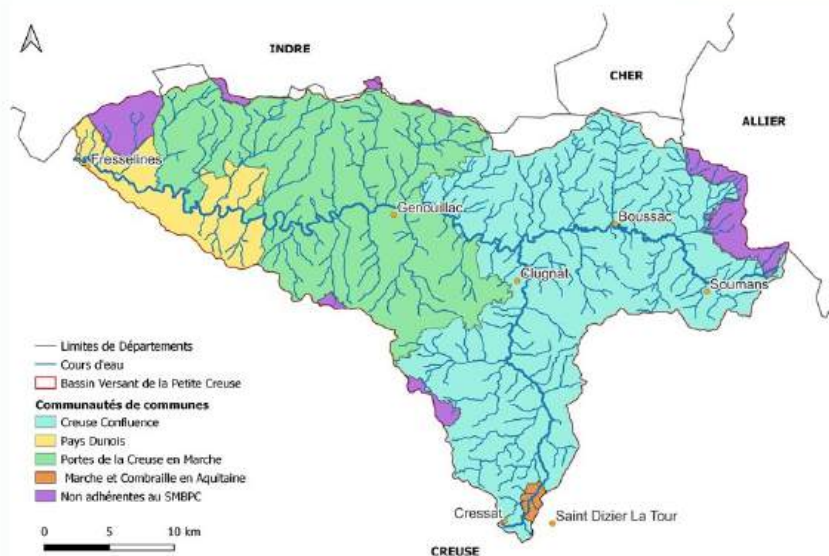 INDRE
CHER
ALLIER
Fresselines
Genouillac
Boussac
Clugnat
Soumans
Limites de Départements
Cours d'eau
Bassin Versant de la Petite Creuse
Communautés de communes
Creuse Confluence
Pays Dunois
Portes de la Creuse en Marche
Marche et Combraille en Aquitaine
Non adhérentes au SMBPC
Cressat
Saint Dizier La Tour
0 5 10 km
CREUSE